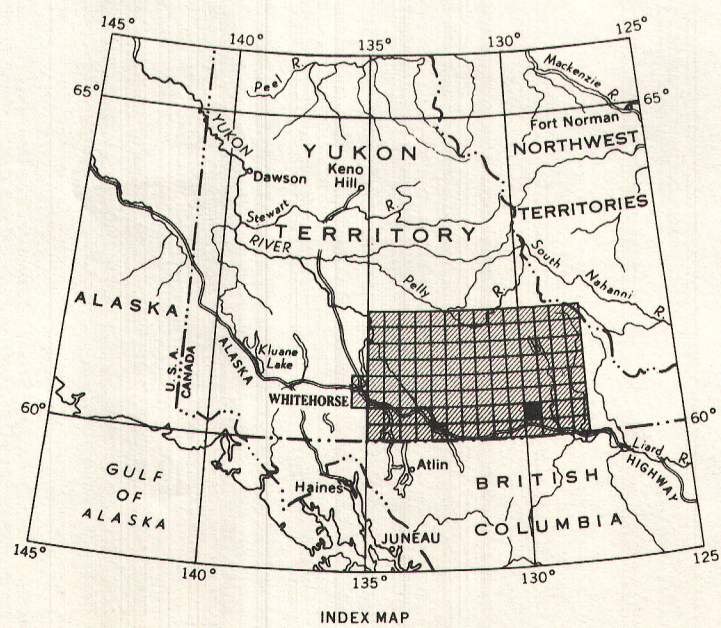 145° 140° 135° 130° 125°
65°
65°
Peel R.
Mackenzie R.
Fort Norman
NORTHWEST
TERRITORIES
YUKON
YUKON
TERRITORY
Dawson
Keno
Hill
Stewart R.
RIVER
Pelly R.
South Nahanni R.
ALASKA
U.S.A.
CANADA
ALASKA
Kluane
Lake
WHITEHORSE
60°
60°
Liard R.
HIGHWAY
Atlin
BRITISH
COLUMBIA
GULF
OF
ALASKA
Haines
JUNEAU
145° 140° 135° 130° 125°
INDEX MAP